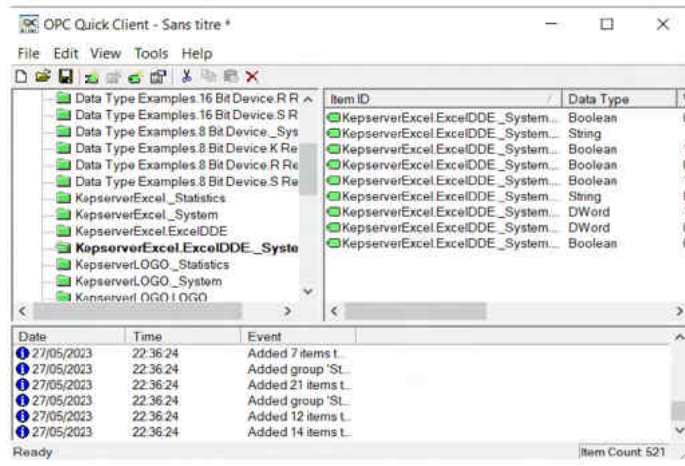 OPC Quick Client - Sans titre *
File Edit View Tools Help
Data Type Examples.16 Bit Device.R R
Data Type Examples.16 Bit Device.S R
Data Type Examples.8 Bit Device._Sys
Data Type Examples.8 Bit Device.K Re
Data Type Examples.8 Bit Device.R Re
Data Type Examples.8 Bit Device.S Re
KepserverExcel._Statistics
KepserverExcel._System
KepserverExcel.ExcelDDE
KepserverExcel.ExcelDDE._Syste
KepserverLOGO._Statistics
KepserverLOGO._System
KepserverLOGO.LOGO
Item ID Data Type
KepserverExcel.ExcelDDE._System... Boolean
KepserverExcel.ExcelDDE._System... String
KepserverExcel.ExcelDDE._System... Boolean
KepserverExcel.ExcelDDE._System... Boolean
KepserverExcel.ExcelDDE._System... Boolean
KepserverExcel.ExcelDDE._System... String
KepserverExcel.ExcelDDE._System... DWord
KepserverExcel.ExcelDDE._System... DWord
KepserverExcel.ExcelDDE._System... Boolean
Date Time Event
27/05/2023 22:36:24 Added 7 items t...
27/05/2023 22:36:24 Added group 'St...
27/05/2023 22:36:24 Added 21 items t...
27/05/2023 22:36:24 Added group 'St...
27/05/2023 22:36:24 Added 12 items t...
27/05/2023 22:36:24 Added 14 items t...
Ready Item Count: 521